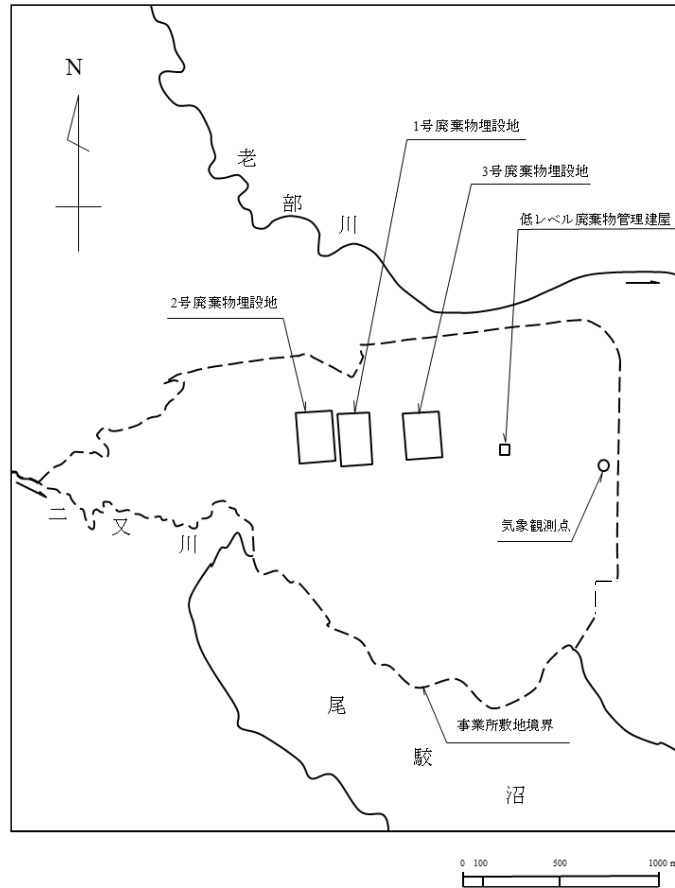 N
1号廃棄物埋設地
3号廃棄物埋設地
老部川
低レベル廃棄物管理建屋
2号廃棄物埋設地
二又川
気象観測点
事業所敷地境界
尾駮沼
0 100 500 1000 m